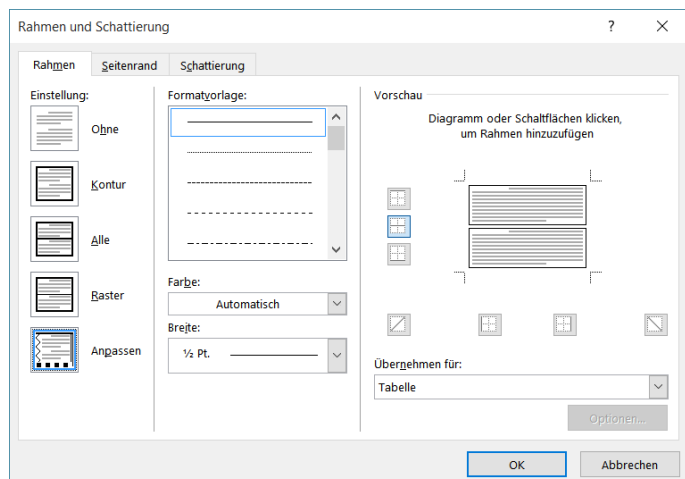 Rahmen und Schattierung
Rahmen
Seitenrand
Schattierung
Einstellung:
Ohne
Kontur
Alle
Raster
Anpassen
Formatvorlage:
Farbe:
Automatisch
Breite:
½ Pt.
Vorschau
Diagramm oder Schaltflächen klicken,
um Rahmen hinzuzufügen
Übernehmen für:
Tabelle
Optionen...
OK
Abbrechen